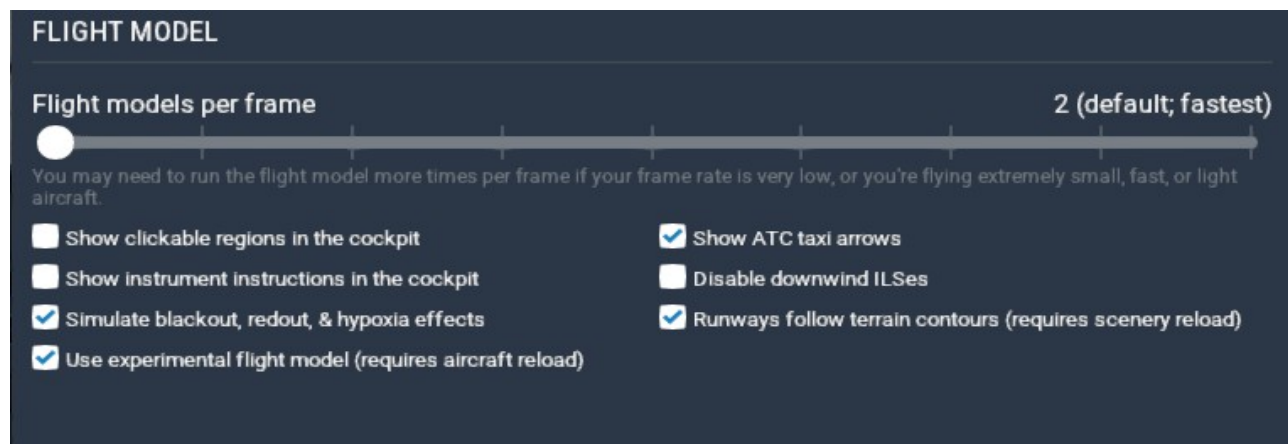 FLIGHT MODEL
Flight models per frame
2 (default; fastest)
You may need to run the flight model more times per frame if your frame rate is very low, or you're flying extremely small, fast, or light
aircraft.
Show clickable regions in the cockpit
Show ATC taxi arrows
Show instrument instructions in the cockpit
Disable downwind ILSes
Simulate blackout, redout, & hypoxia effects
Runways follow terrain contours (requires scenery reload)
Use experimental flight model (requires aircraft reload)